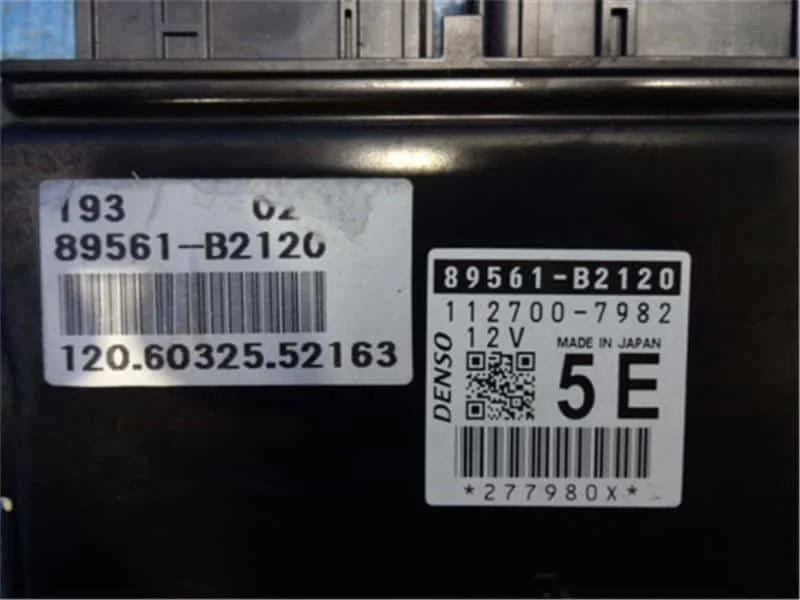 193 02
89561-B2120
120.60325.52163
89561-B2120
112700-7982
12V MADE IN JAPAN
DENSO
5E
*277980X*